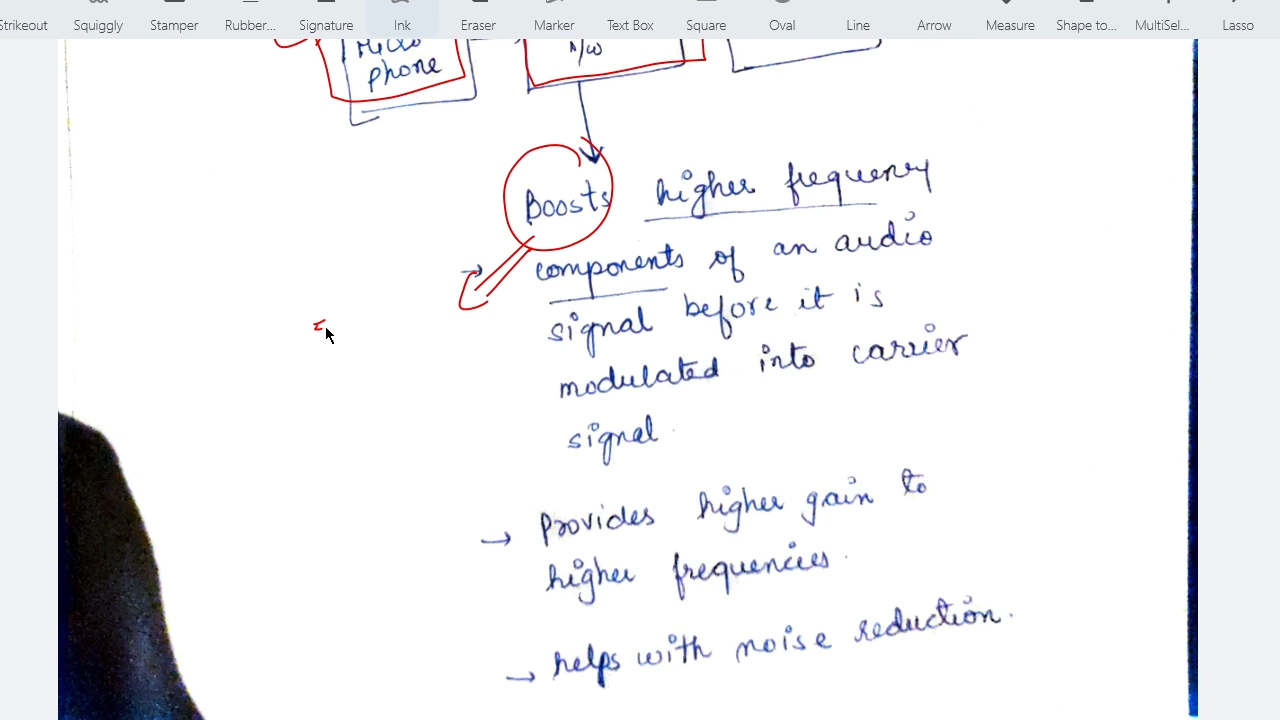 Strikeout Squiggly Stamper Rubber... Signature Ink Eraser Marker Text Box Square Oval Line Arrow Measure Shape to... MultiSel... Lasso
Micro
phone
N/W
Boosts higher frequency
→ components of an audio
signal before it is
modulated into carrier
signal.
→ Provides higher gain to
higher frequencies.
→ helps with noise reduction.